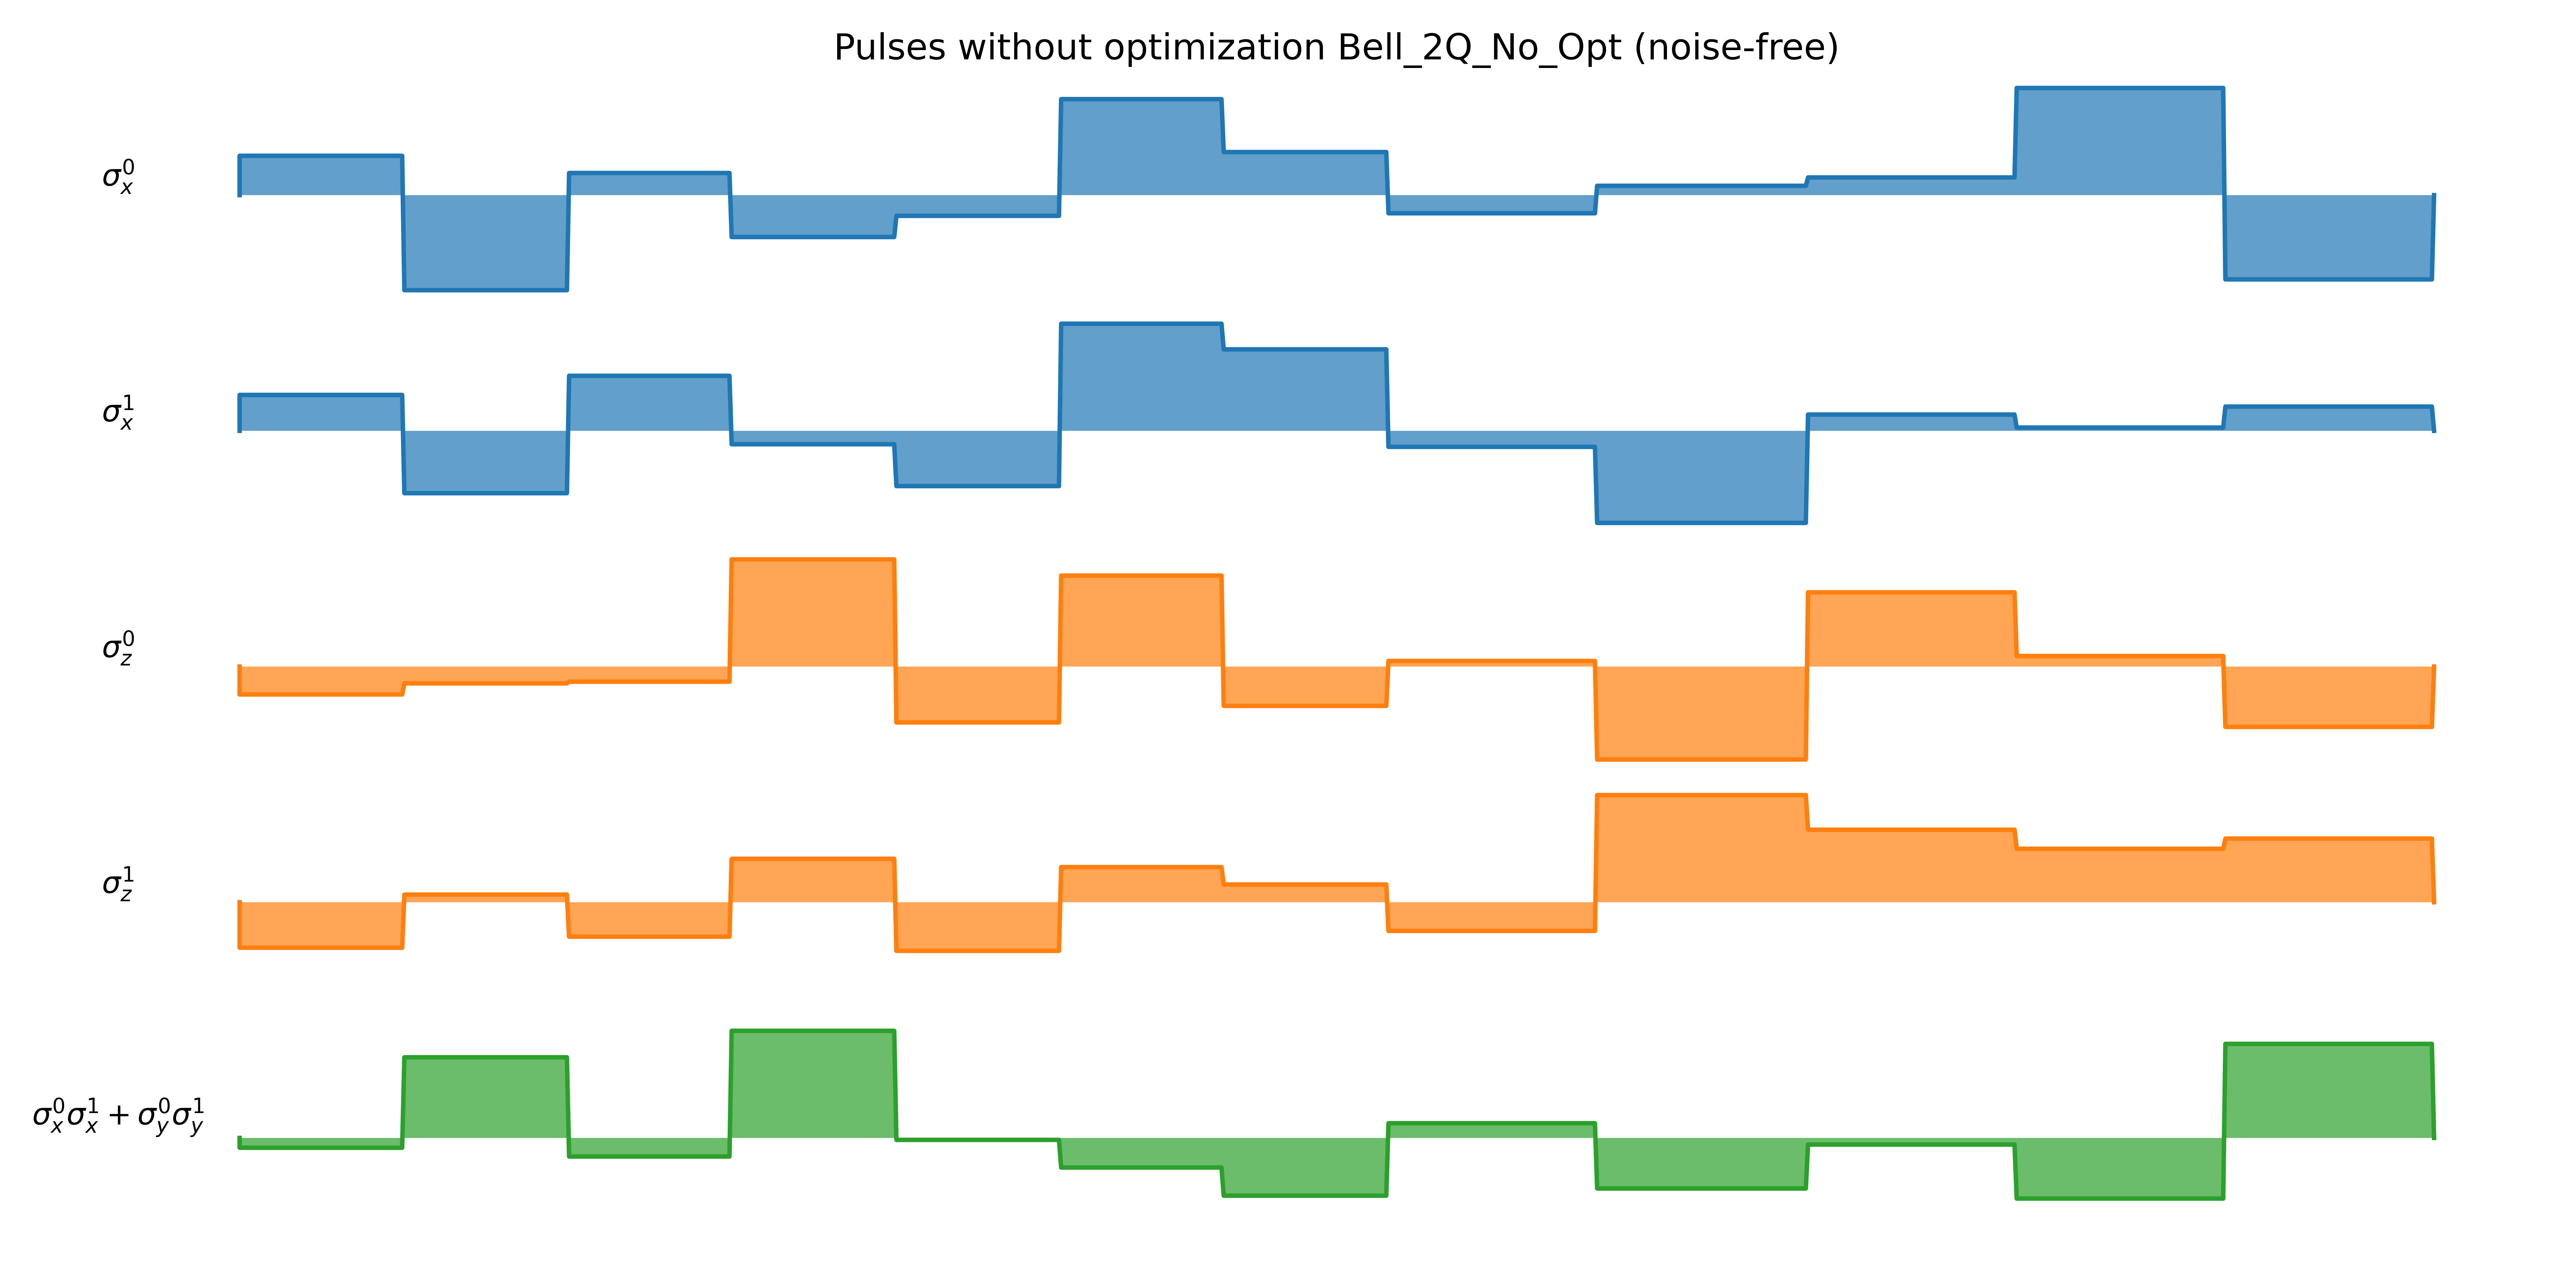 Pulses without optimization Bell_2Q_No_Opt (noise-free)
σ_x^0
σ_x^1
σ_z^0
σ_z^1
σ_x^0σ_x^1 + σ_y^0σ_y^1